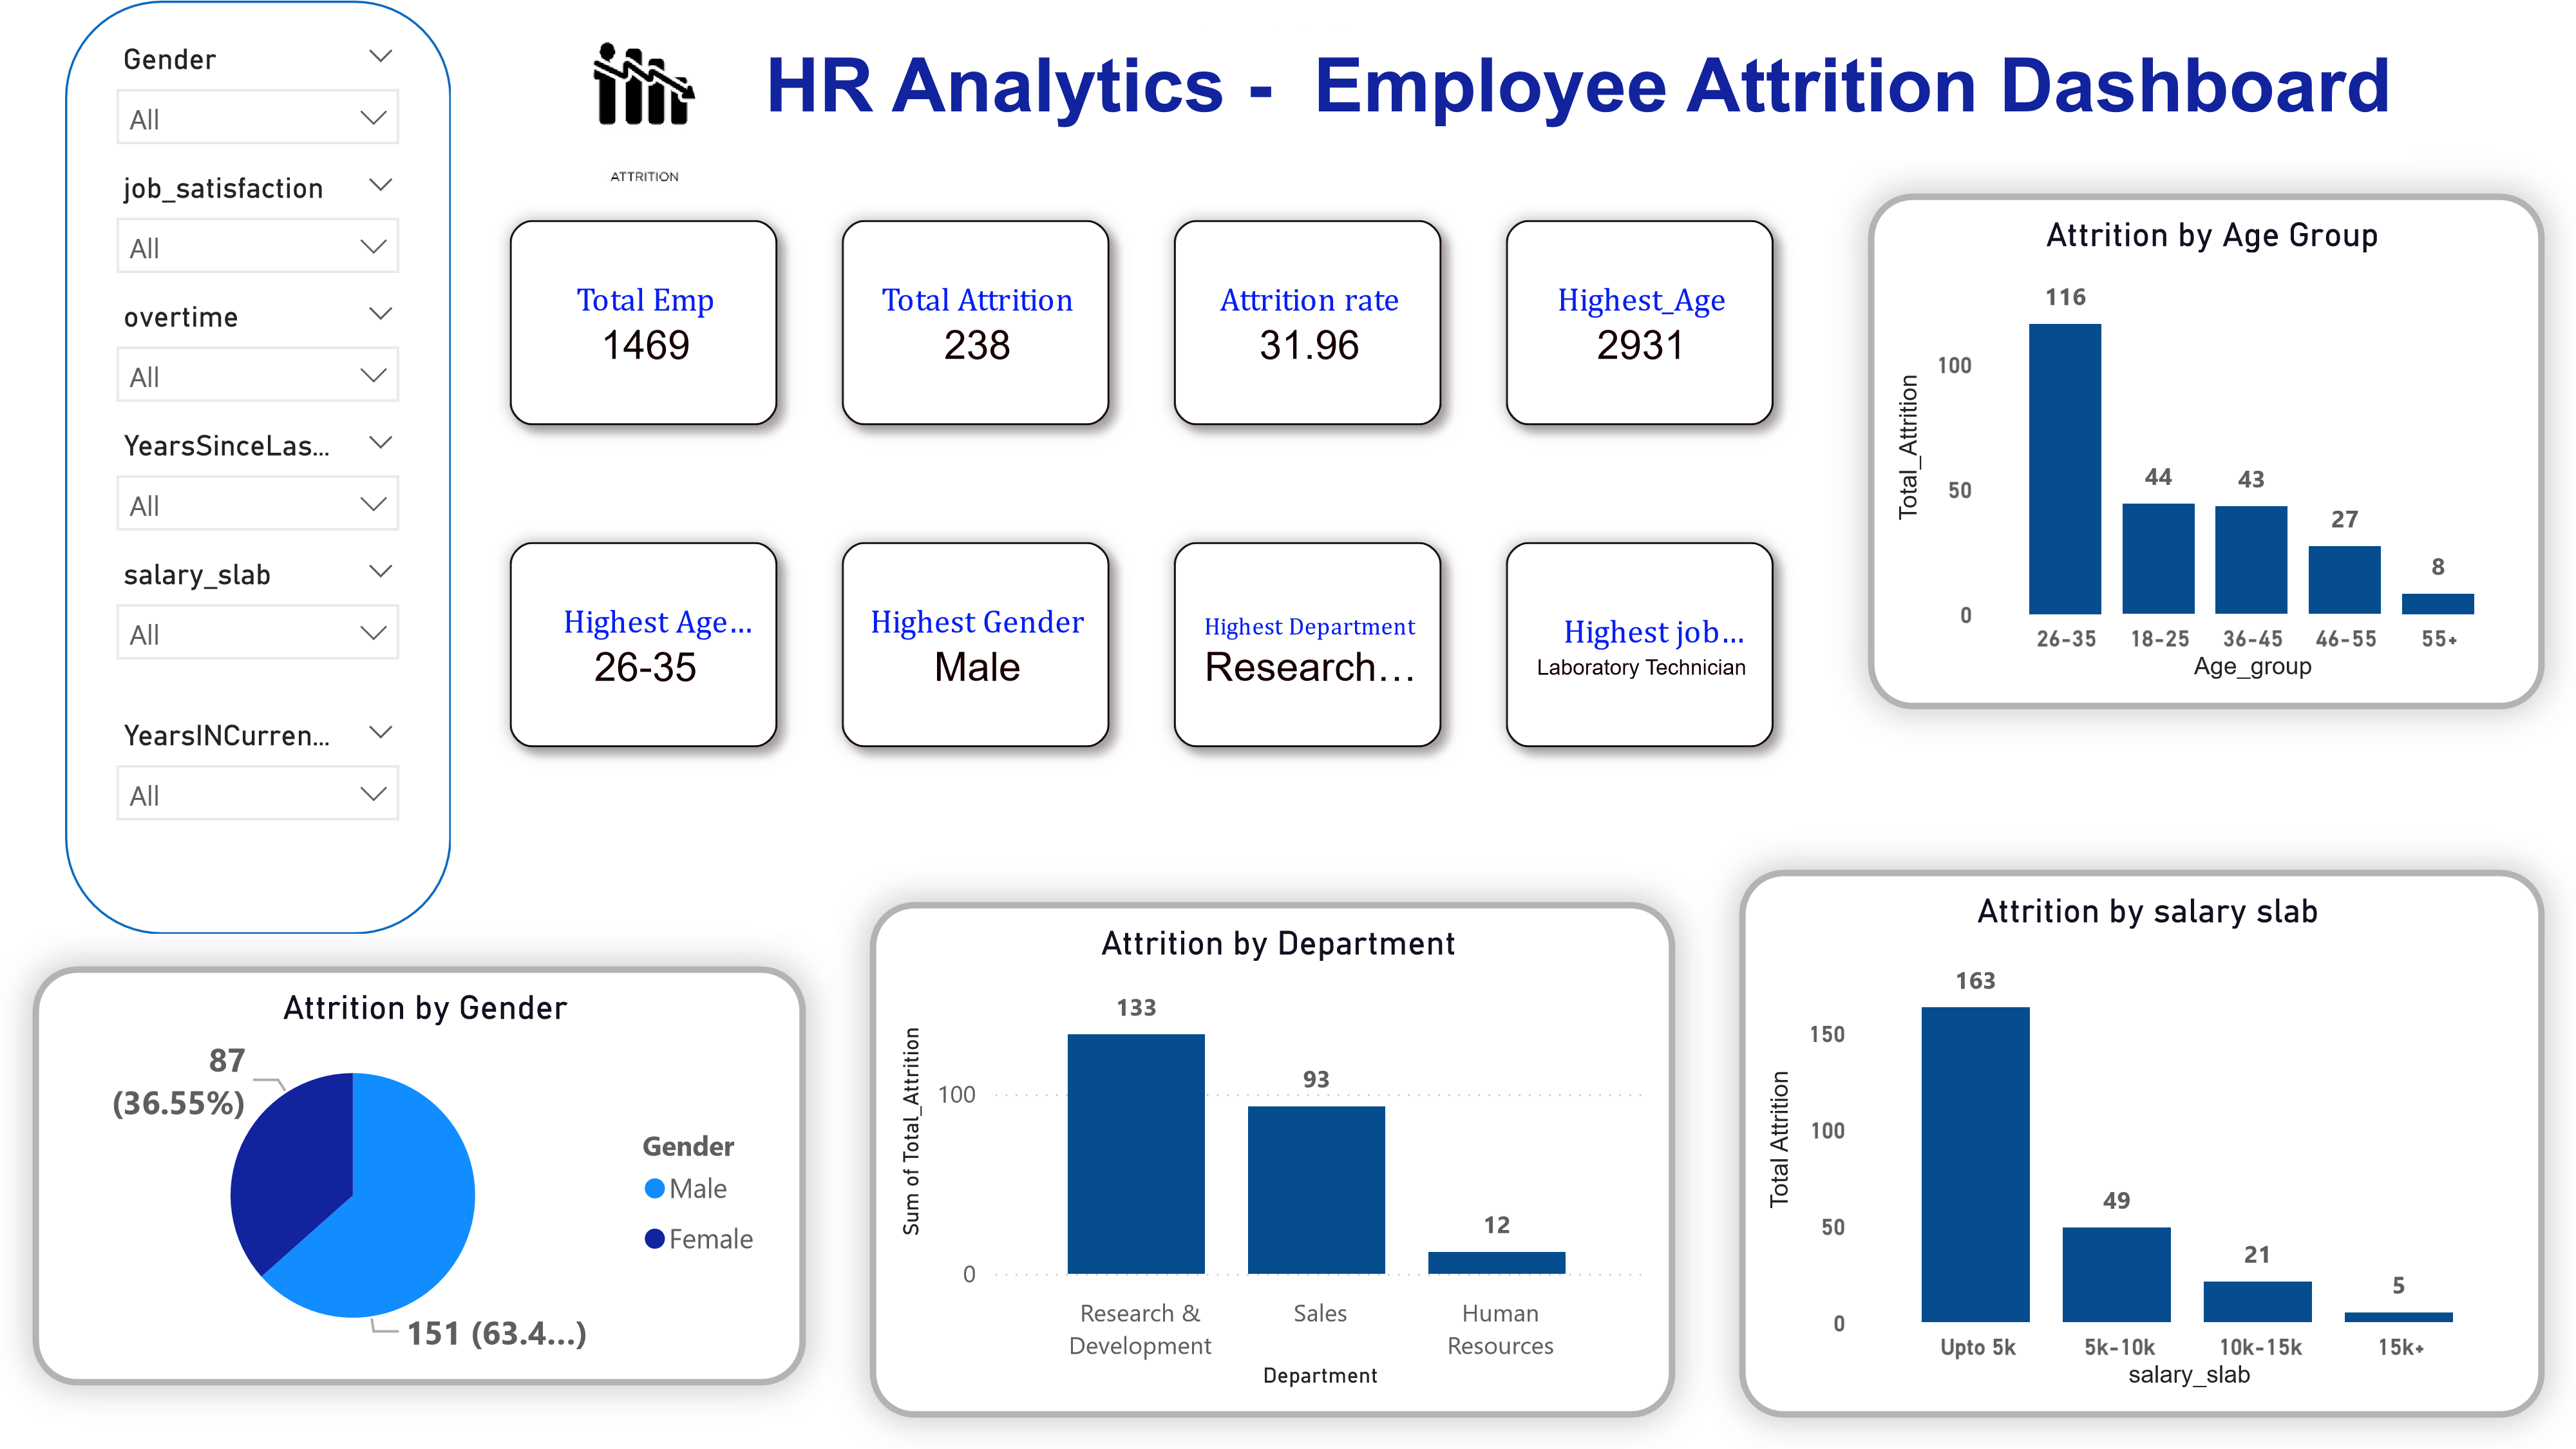 Gender
All
job_satisfaction
All
overtime
All
YearsSinceLas...
All
salary_slab
All
YearsINCurren...
All
ATTRITION
HR Analytics -  Employee Attrition Dashboard
Total Emp
1469
Total Attrition
238
Attrition rate
31.96
Highest_Age
2931
Highest Age...
26-35
Highest Gender
Male
Highest Department
Research...
Highest job...
Laboratory Technician
Attrition by Age Group
Total_Attrition
100
50
0
116
44
43
27
8
26-35
18-25
36-45
46-55
55+
Age_group
Attrition by Gender
87
(36.55%)
151 (63.4...)
Gender
Male
Female
Attrition by Department
Sum of Total_Attrition
100
0
133
93
12
Research &
Development
Sales
Human
Resources
Department
Attrition by salary slab
Total Attrition
150
100
50
0
163
49
21
5
Upto 5k
5k-10k
10k-15k
15k+
salary_slab